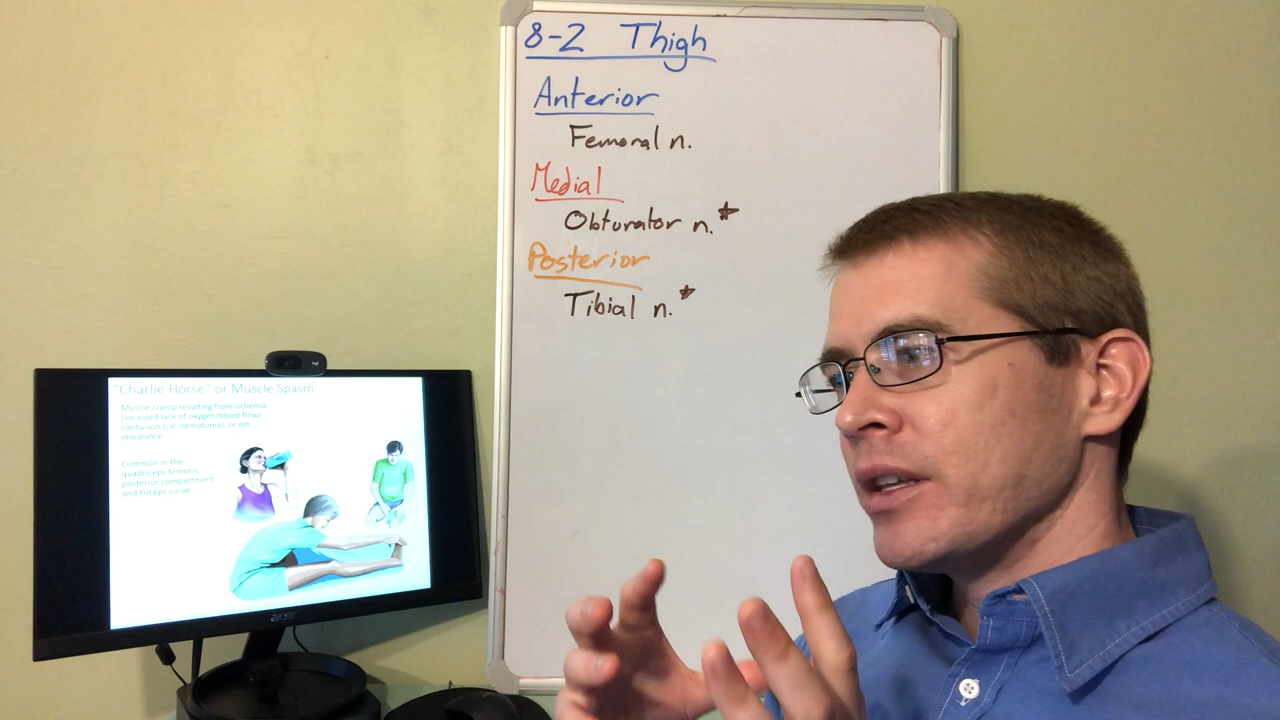 8-2 Thigh
Anterior
Femoral n.
Medial
Obturator n.*
Posterior
Tibial n.*
"Charlie Horse" or Muscle Spasm
Muscle cramp resulting from ischemia
(localized lack of oxygen/blood flow),
contusion (i.e. hematoma), or ion
imbalance
Common in the
quadriceps femoris,
posterior compartment
and triceps surae
acer
logi